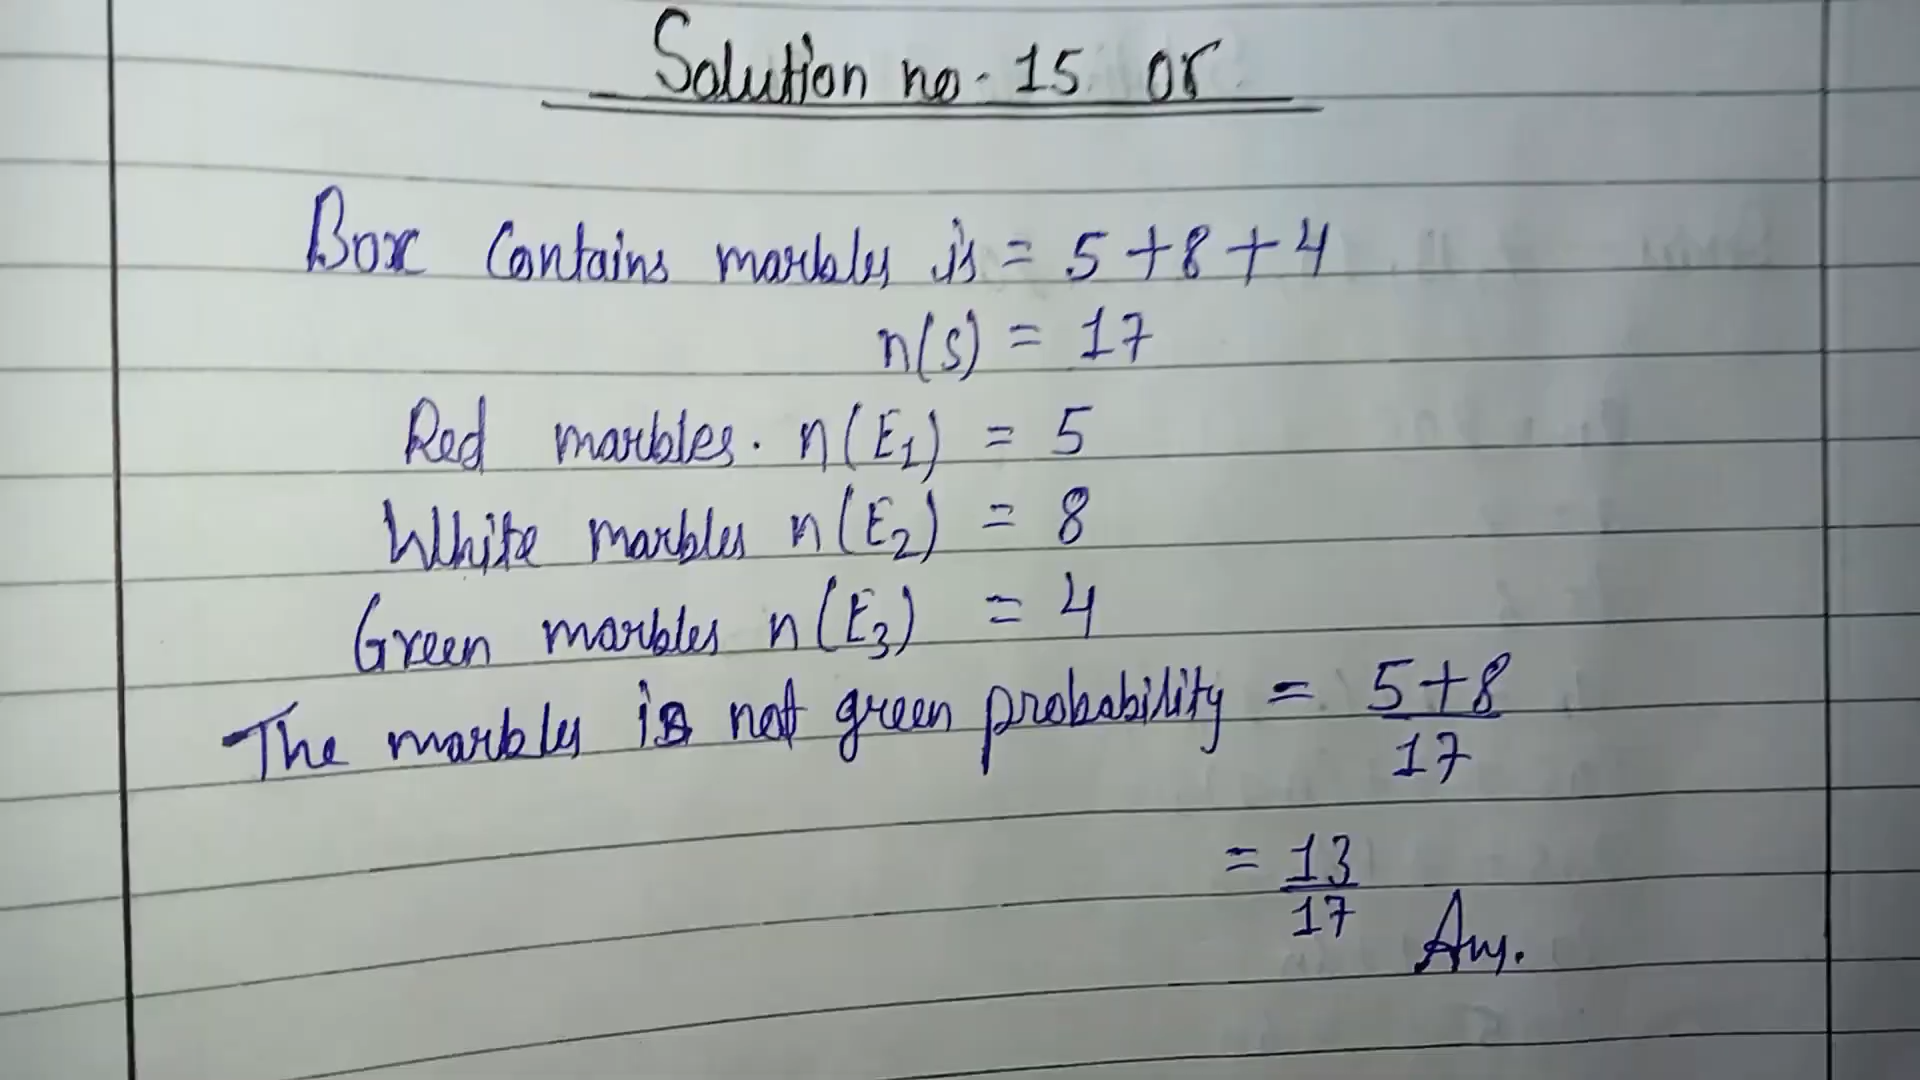 Solution no. 15 or
Box Contains marbles is = 5 + 8 + 4
n(s) = 17
Red marbles. n(E1) = 5
White marbles n(E2) = 8
Green marbles n(E3) = 4
The marbles is not green probability = 5+8/17
= 13/17 Ans.